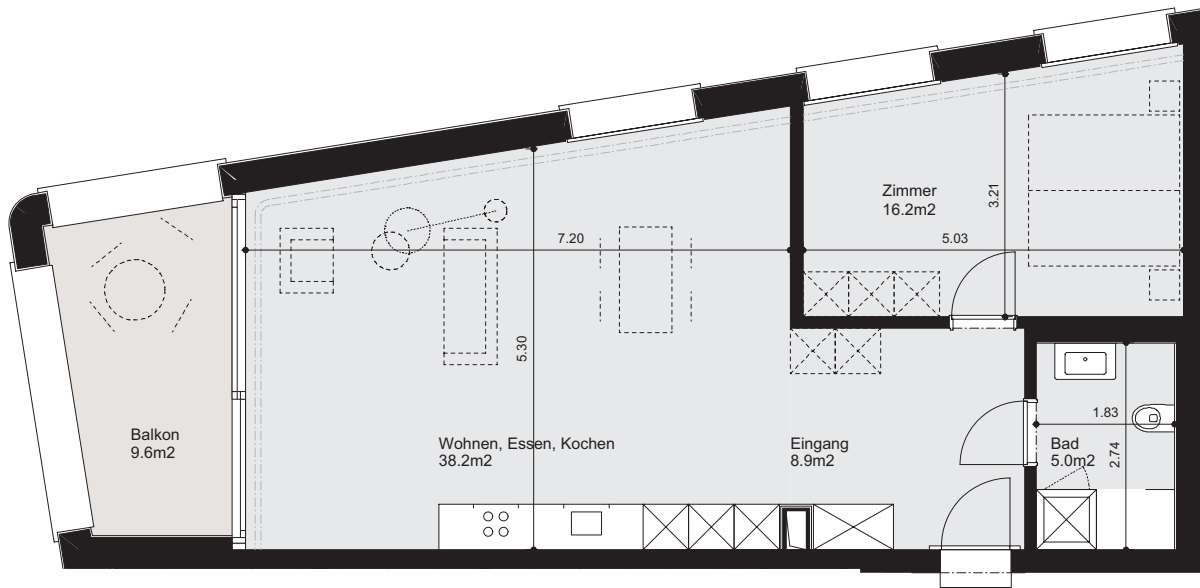 Zimmer
16.2m2
3.21
7.20
5.03
5.30
Balkon
9.6m2
Wohnen, Essen, Kochen
38.2m2
Eingang
8.9m2
1.83
Bad
5.0m2
2.74